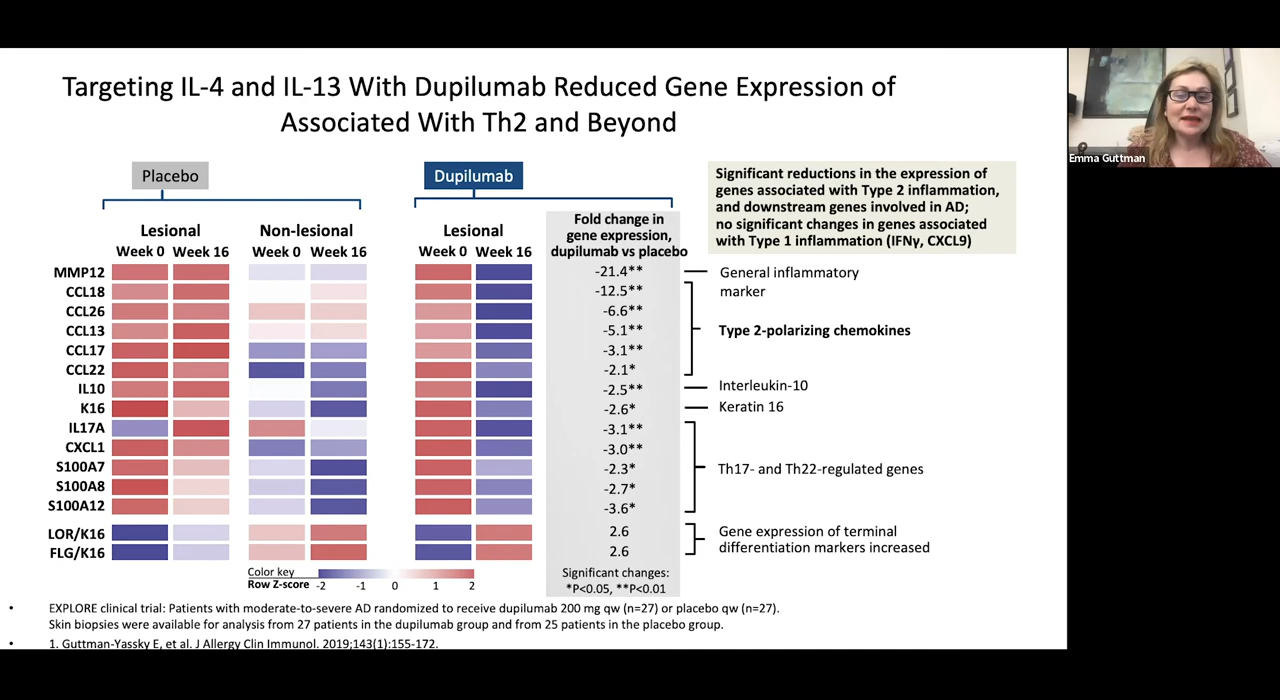 Targeting IL-4 and IL-13 With Dupilumab Reduced Gene Expression of
Associated With Th2 and Beyond
Emma Guttman
Placebo
Dupilumab
Significant reductions in the expression of
genes associated with Type 2 inflammation,
and downstream genes involved in AD;
no significant changes in genes associated
with Type 1 inflammation (IFNγ, CXCL9)
Lesional
Non-lesional
Lesional
Fold change in
gene expression,
dupilumab vs placebo
Week 0 Week 16 Week 0 Week 16 Week 0 Week 16
MMP12 -21.4** General inflammatory
marker
CCL18 -12.5**
CCL26 -6.6**
CCL13 -5.1** Type 2-polarizing chemokines
CCL17 -3.1**
CCL22 -2.1*
IL10 -2.5** Interleukin-10
K16 -2.6* Keratin 16
IL17A -3.1**
CXCL1 -3.0**
S100A7 -2.3* Th17- and Th22-regulated genes
S100A8 -2.7*
S100A12 -3.6*
LOR/K16 2.6 Gene expression of terminal
FLG/K16 2.6 differentiation markers increased
Color key
Row Z-score -2 -1 0 1 2
Significant changes:
*P<0.05, **P<0.01
• EXPLORE clinical trial: Patients with moderate-to-severe AD randomized to receive dupilumab 200 mg qw (n=27) or placebo qw (n=27).
Skin biopsies were available for analysis from 27 patients in the dupilumab group and from 25 patients in the placebo group.
• 1. Guttman-Yassky E, et al. J Allergy Clin Immunol. 2019;143(1):155-172.